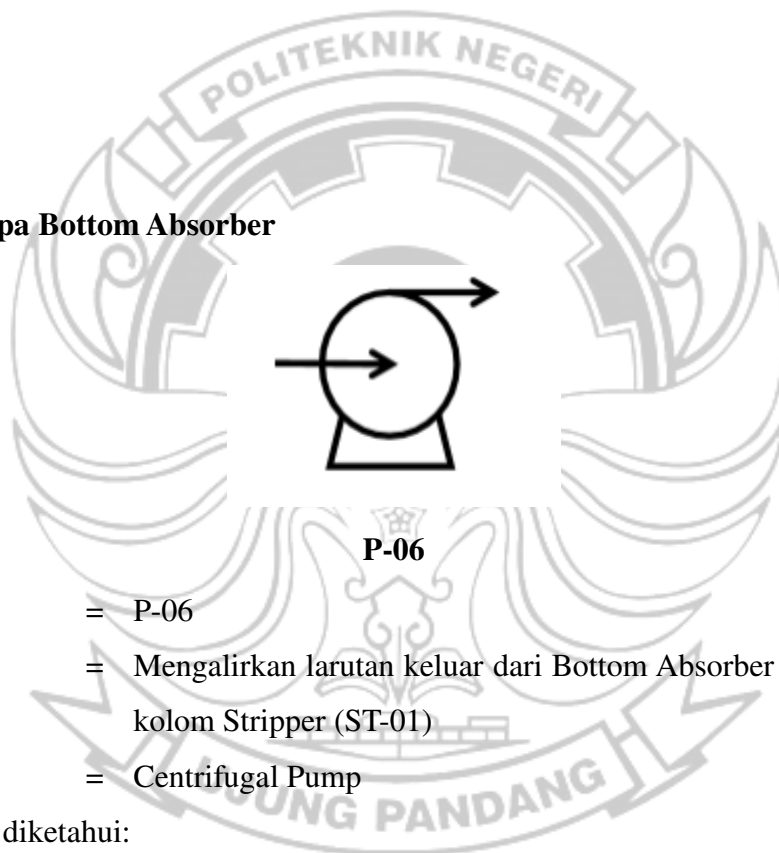 POLITEKNIK NEGERI
pa Bottom Absorber
P-06
= P-06
= Mengalirkan larutan keluar dari Bottom Absorber
kolom Stripper (ST-01)
= Centrifugal Pump
UJUNG PANDANG
diketahui: